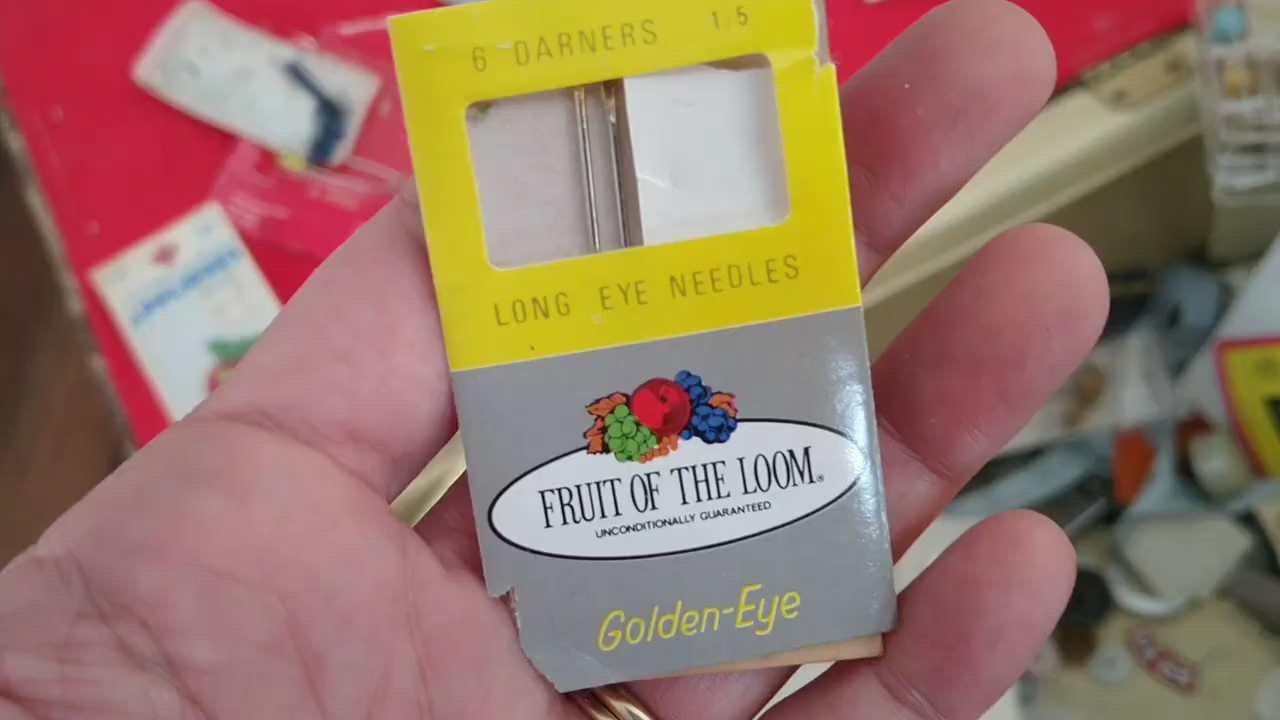 6 DARNERS 1/5
LONG EYE NEEDLES
FRUIT OF THE LOOM®
UNCONDITIONALLY GUARANTEED
Golden-Eye